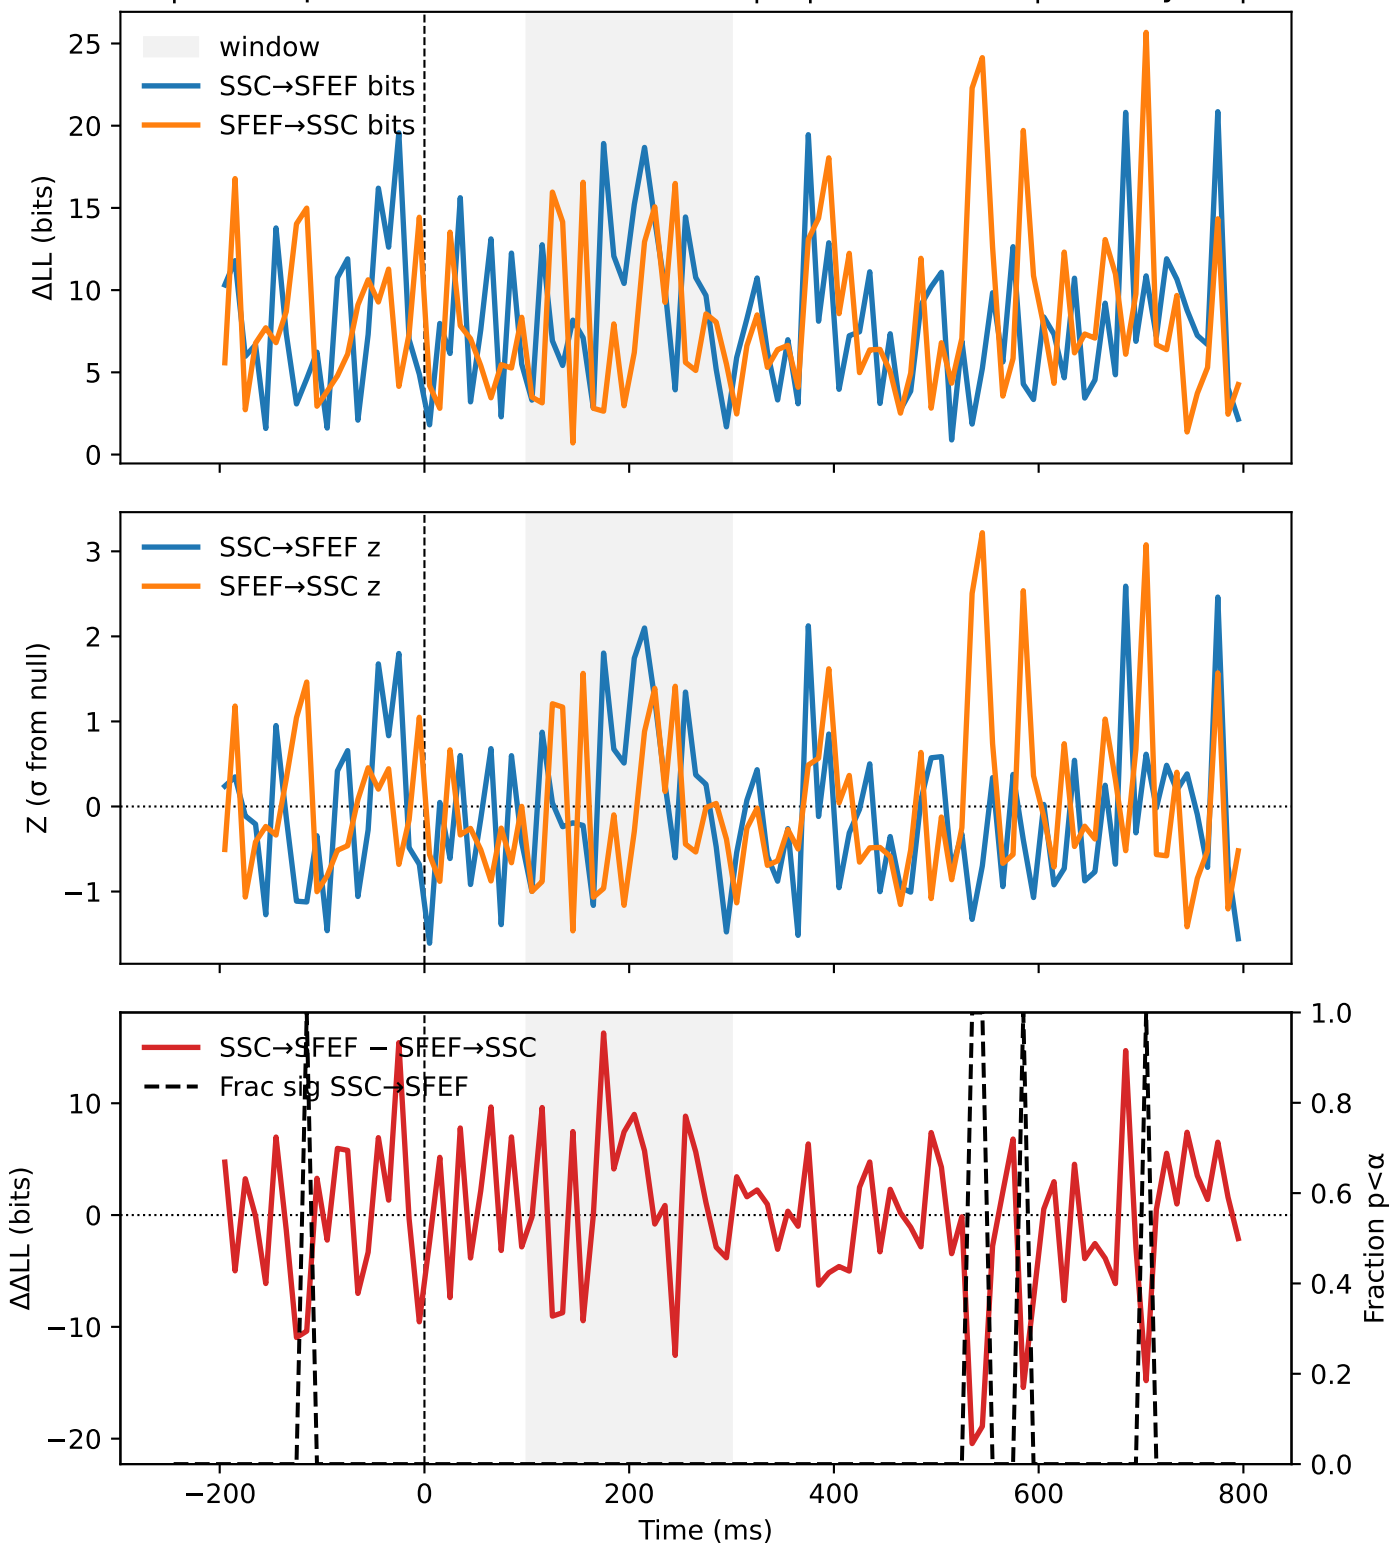 25
20
15
10
5
0
ΔLL (bits)
window
SSC→SFEF bits
SFEF→SSC bits
3
2
1
0
−1
Z (σ from null)
SSC→SFEF z
SFEF→SSC z
10
0
−10
−20
ΔΔLL (bits)
SSC→SFEF − SFEF→SSC
Frac sig SSC→SFEF
1.0
0.8
0.6
0.4
0.2
0.0
Fraction p<α
−200 0 200 400 600 800
Time (ms)